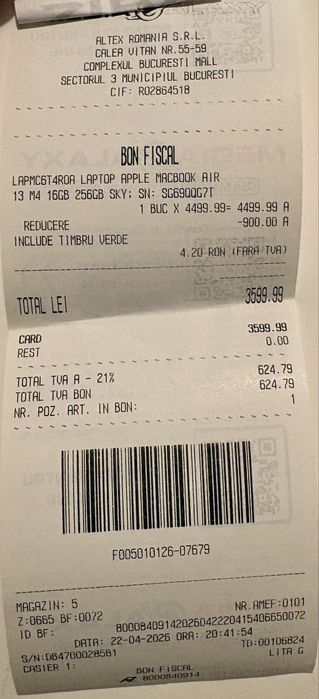 ALTEX ROMANIA S.R.L.
CALEA VITAN NR.55-59
COMPLEXUL BUCURESTI MALL
SECTORUL 3 MUNICIPIUL BUCURESTI
CIF: RO2864518
BON FISCAL
LAPMC6T4ROA LAPTOP APPLE MACBOOK AIR
13 M4 16GB 256GB SKY; SN: SG69QQG7T
1 BUC X 4499.99= 4499.99 A
REDUCERE -900.00 A
INCLUDE TIMBRU VERDE
4.20 RON (FARA TVA)
TOTAL LEI 3599.99
CARD 3599.99
REST 0.00
TOTAL TVA A - 21% 624.79
TOTAL TVA BON 624.79
NR. POZ. ART. IN BON: 1
F005010126-07679
MAGAZIN: 5 NR.AMEF:0101
Z:0665 BF:0072
ID BF: 80008409142026042220415406650072
DATA: 22-04-2026 ORA: 20:41:54
S/N:DB4700028581 TD:00106824
CASIER 1: LITA G
BON FISCAL
8000840914